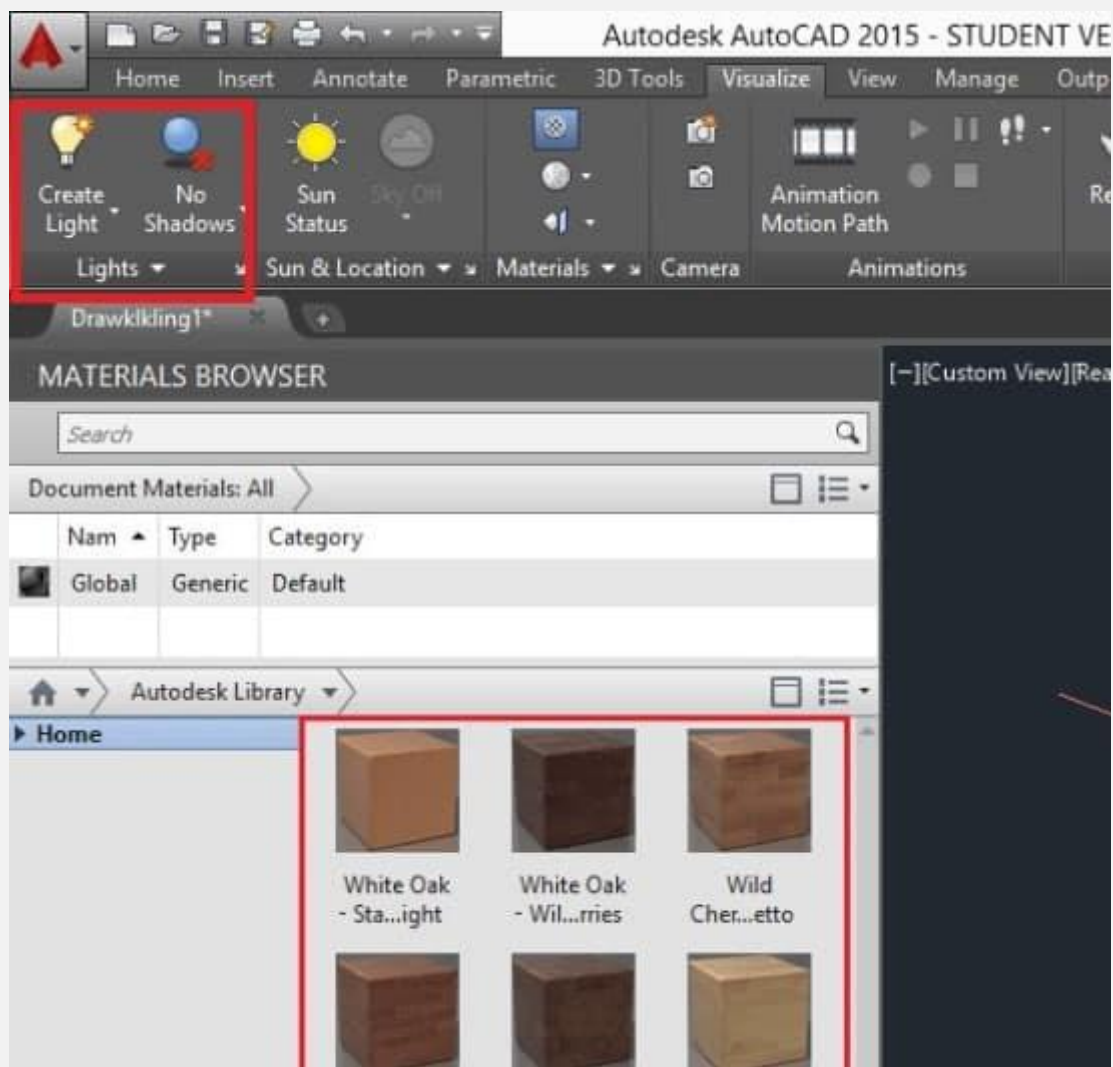 Autodesk AutoCAD 2015 - STUDENT VE
Home Insert Annotate Parametric 3D Tools Visualize View Manage Outp
Create Light
No Shadows
Sun Status
Sky Off
Animation Motion Path
Re
Lights
Sun & Location
Materials
Camera
Animations
Drawklkling1*
MATERIALS BROWSER
[-][Custom View][Rea
Search
Document Materials: All
Nam Type Category
Global Generic Default
Autodesk Library
Home
White Oak - Sta...ight
White Oak - Wil...rries
Wild Cher...etto